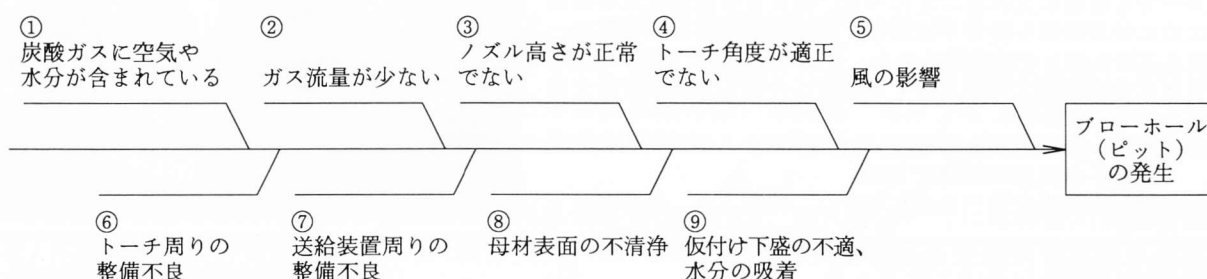 ①
炭酸ガスに空気や
水分が含まれている
②
ガス流量が少ない
③
ノズル高さが正常
でない
④
トーチ角度が適正
でない
⑤
風の影響
ブローホール
(ピット)
の発生
⑥
トーチ周りの
整備不良
⑦
送給装置周りの
整備不良
⑧
母材表面の不清浄
⑨
仮付け下盛の不適、
水分の吸着